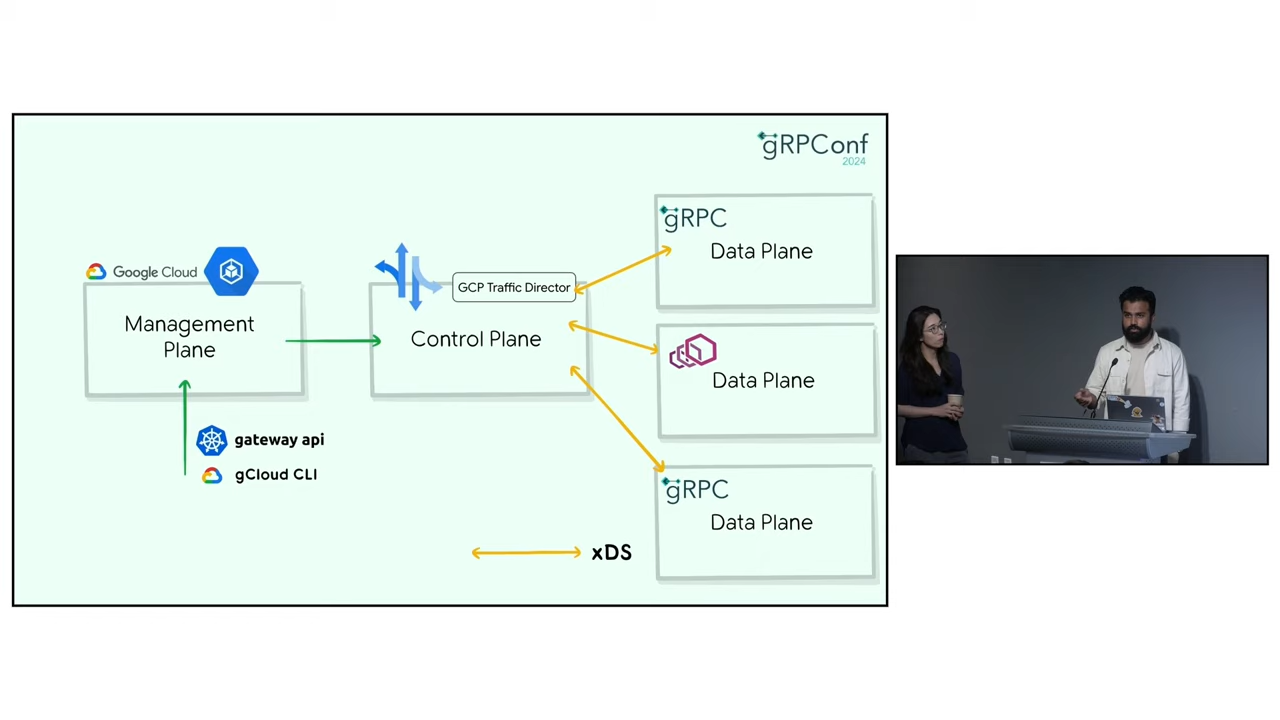 gRPConf
2024
Google Cloud
Management
Plane
gateway api
gCloud CLI
GCP Traffic Director
Control Plane
gRPC
Data Plane
Data Plane
gRPC
Data Plane
xDS